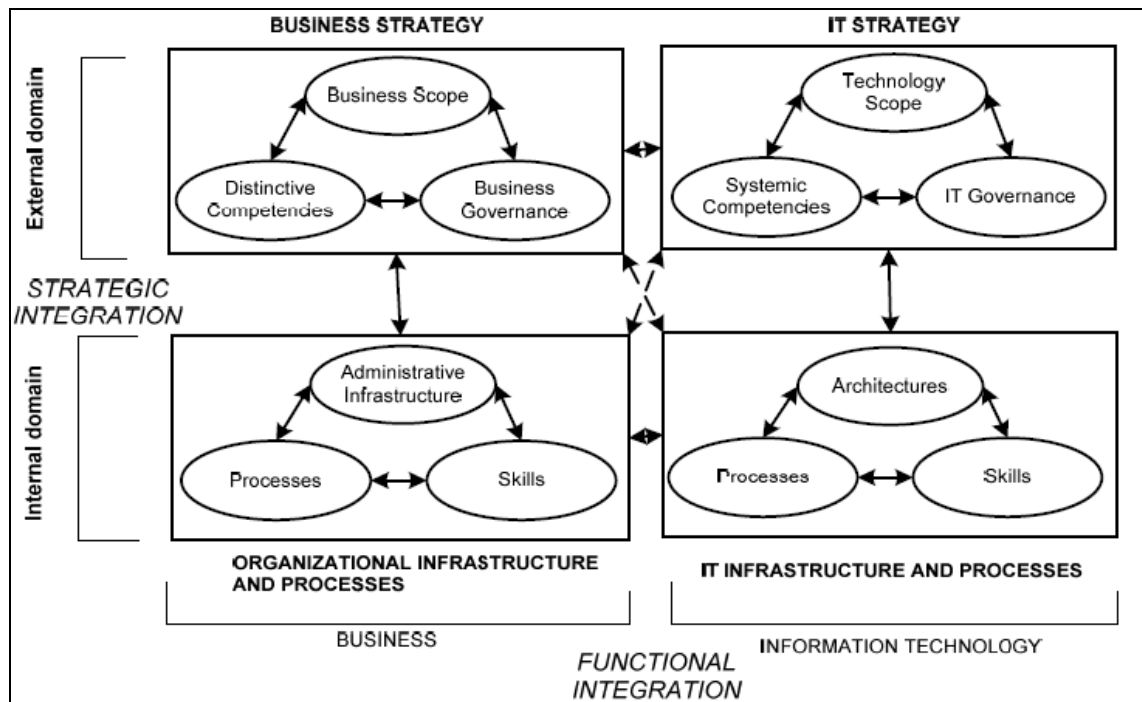 BUSINESS STRATEGY
IT STRATEGY
External domain
Business Scope
Distinctive
Competencies
Business
Governance
Technology
Scope
Systemic
Competencies
IT Governance
STRATEGIC
INTEGRATION
Internal domain
Administrative
Infrastructure
Processes
Skills
Architectures
Processes
Skills
ORGANIZATIONAL INFRASTRUCTURE
AND PROCESSES
IT INFRASTRUCTURE AND PROCESSES
BUSINESS
INFORMATION TECHNOLOGY
FUNCTIONAL
INTEGRATION